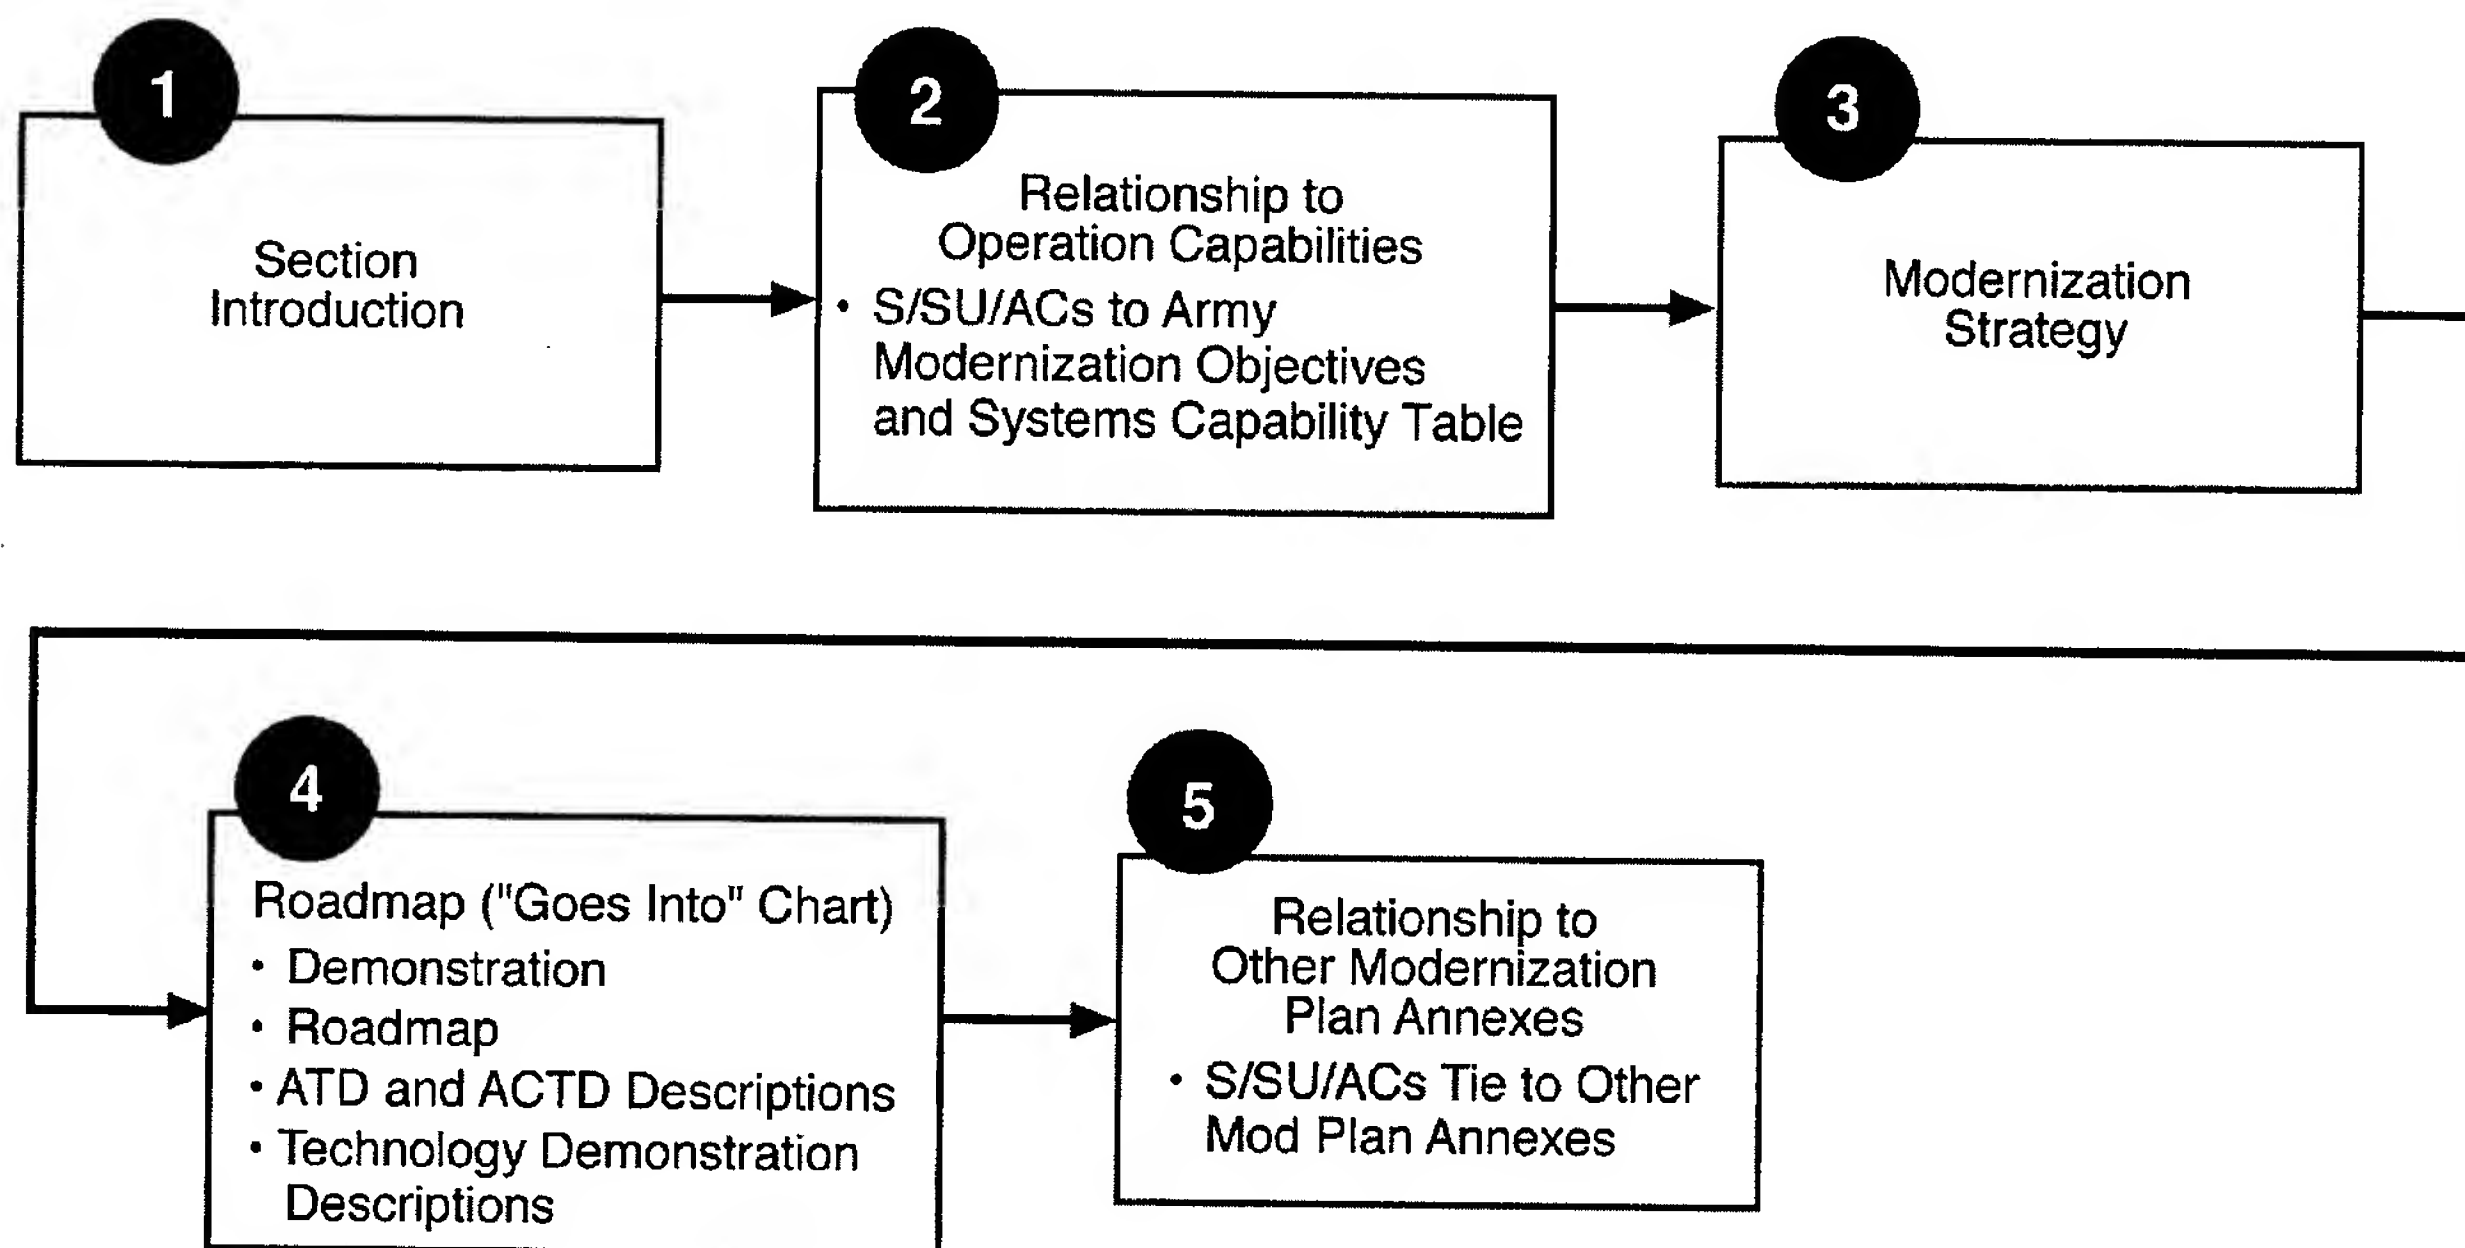 1
Section
Introduction
2
Relationship to
Operation Capabilities
• S/SU/ACs to Army
Modernization Objectives
and Systems Capability Table
3
Modernization
Strategy
4
Roadmap ("Goes Into" Chart)
• Demonstration
• Roadmap
• ATD and ACTD Descriptions
• Technology Demonstration
Descriptions
5
Relationship to
Other Modernization
Plan Annexes
• S/SU/ACs Tie to Other
Mod Plan Annexes